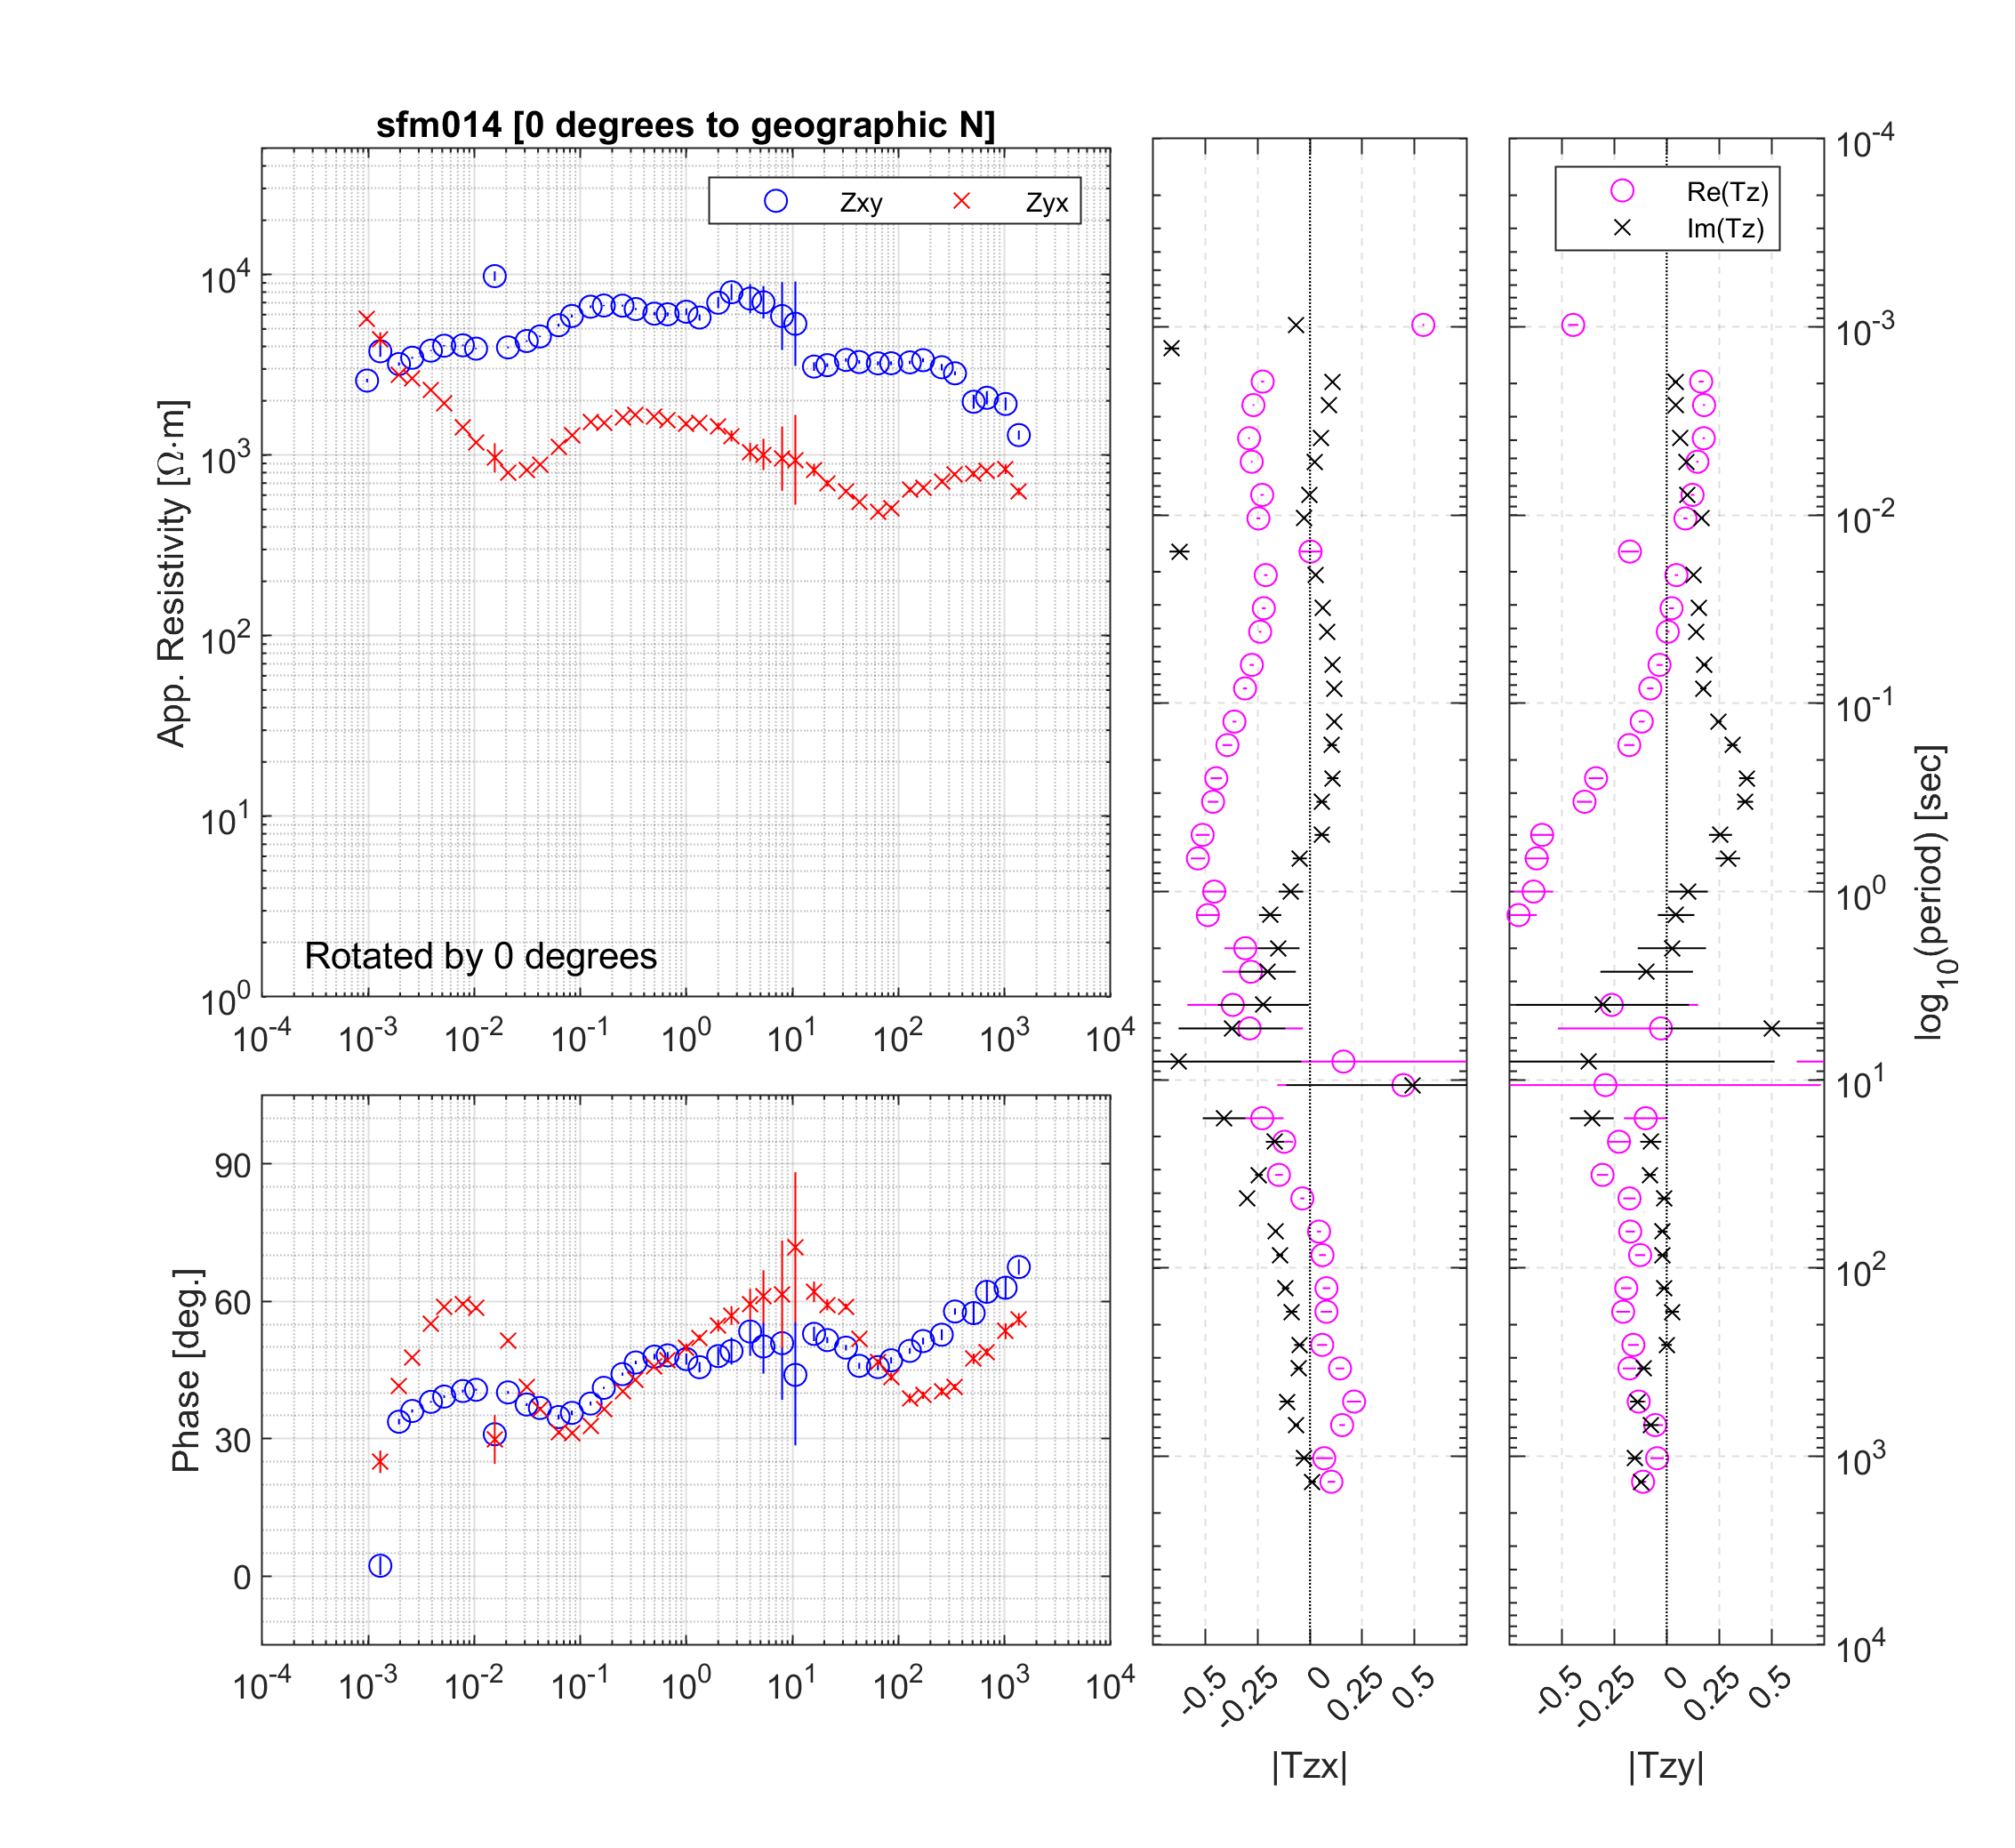 sfm014 [0 degrees to geographic N]
Zxy Zyx
App. Resistivity [Ω·m]
10^4
10^3
10^2
10^1
10^0
Rotated by 0 degrees
10^-4 10^-3 10^-2 10^-1 10^0 10^1 10^2 10^3 10^4
Phase [deg.]
90
60
30
0
10^-4 10^-3 10^-2 10^-1 10^0 10^1 10^2 10^3 10^4
-0.5 -0.25 0 0.25 0.5
|Tzx|
Re(Tz)
Im(Tz)
-0.5 -0.25 0 0.25 0.5
|Tzy|
10^-4
10^-3
10^-2
10^-1
10^0
10^1
10^2
10^3
10^4
log_10(period) [sec]